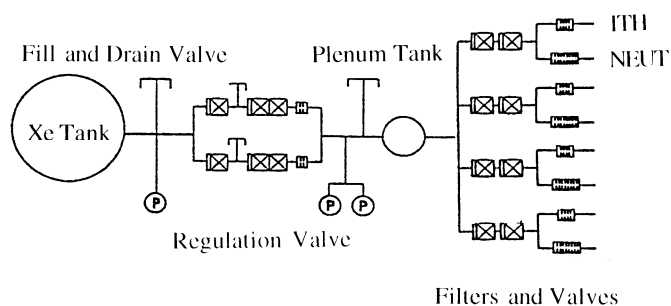 ITH
Fill and Drain Valve
Plenum Tank
NEUT
Xe Tank
P
P
P
Regulation Valve
Filters and Valves